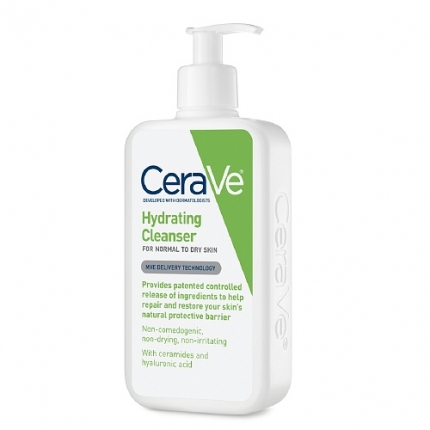 CeraVe
DEVELOPED WITH DERMATOLOGISTS
Hydrating
Cleanser
FOR NORMAL TO DRY SKIN
MVE DELIVERY TECHNOLOGY
Provides patented controlled
release of ingredients to help
repair and restore your skin's
natural protective barrier
Non-comedogenic,
non-drying, non-irritating
With ceramides and
hyaluronic acid
CeraVe®